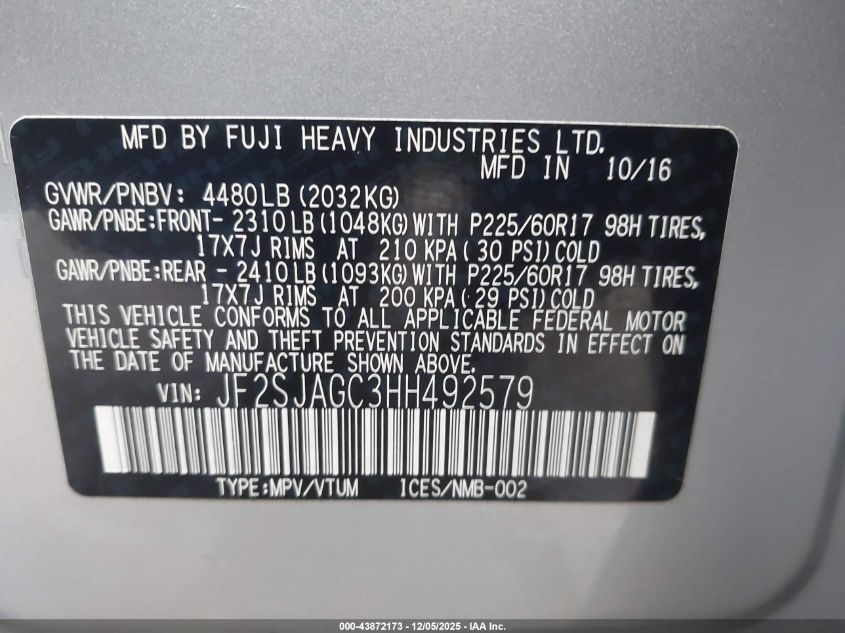 MFD BY FUJI HEAVY INDUSTRIES LTD.
MFD IN 10/16
GVWR/PNBV: 4480LB (2032KG)
GAWR/PNBE:FRONT- 2310LB (1048KG) WITH P225/60R17 98H TIRES,
17X7J RIMS AT 210 KPA ( 30 PSI) COLD
GAWR/PNBE:REAR - 2410LB (1093KG) WITH P225/60R17 98H TIRES,
17X7J RIMS AT 200 KPA ( 29 PSI) COLD
THIS VEHICLE CONFORMS TO ALL APPLICABLE FEDERAL MOTOR
VEHICLE SAFETY AND THEFT PREVENTION STANDARDS IN EFFECT ON
THE DATE OF MANUFACTURE SHOWN ABOVE.
VIN: JF2SJAGC3HH492579
TYPE:MPV/VTUM ICES/NMB-002
000-43872173 - 12/05/2025 - IAA Inc.